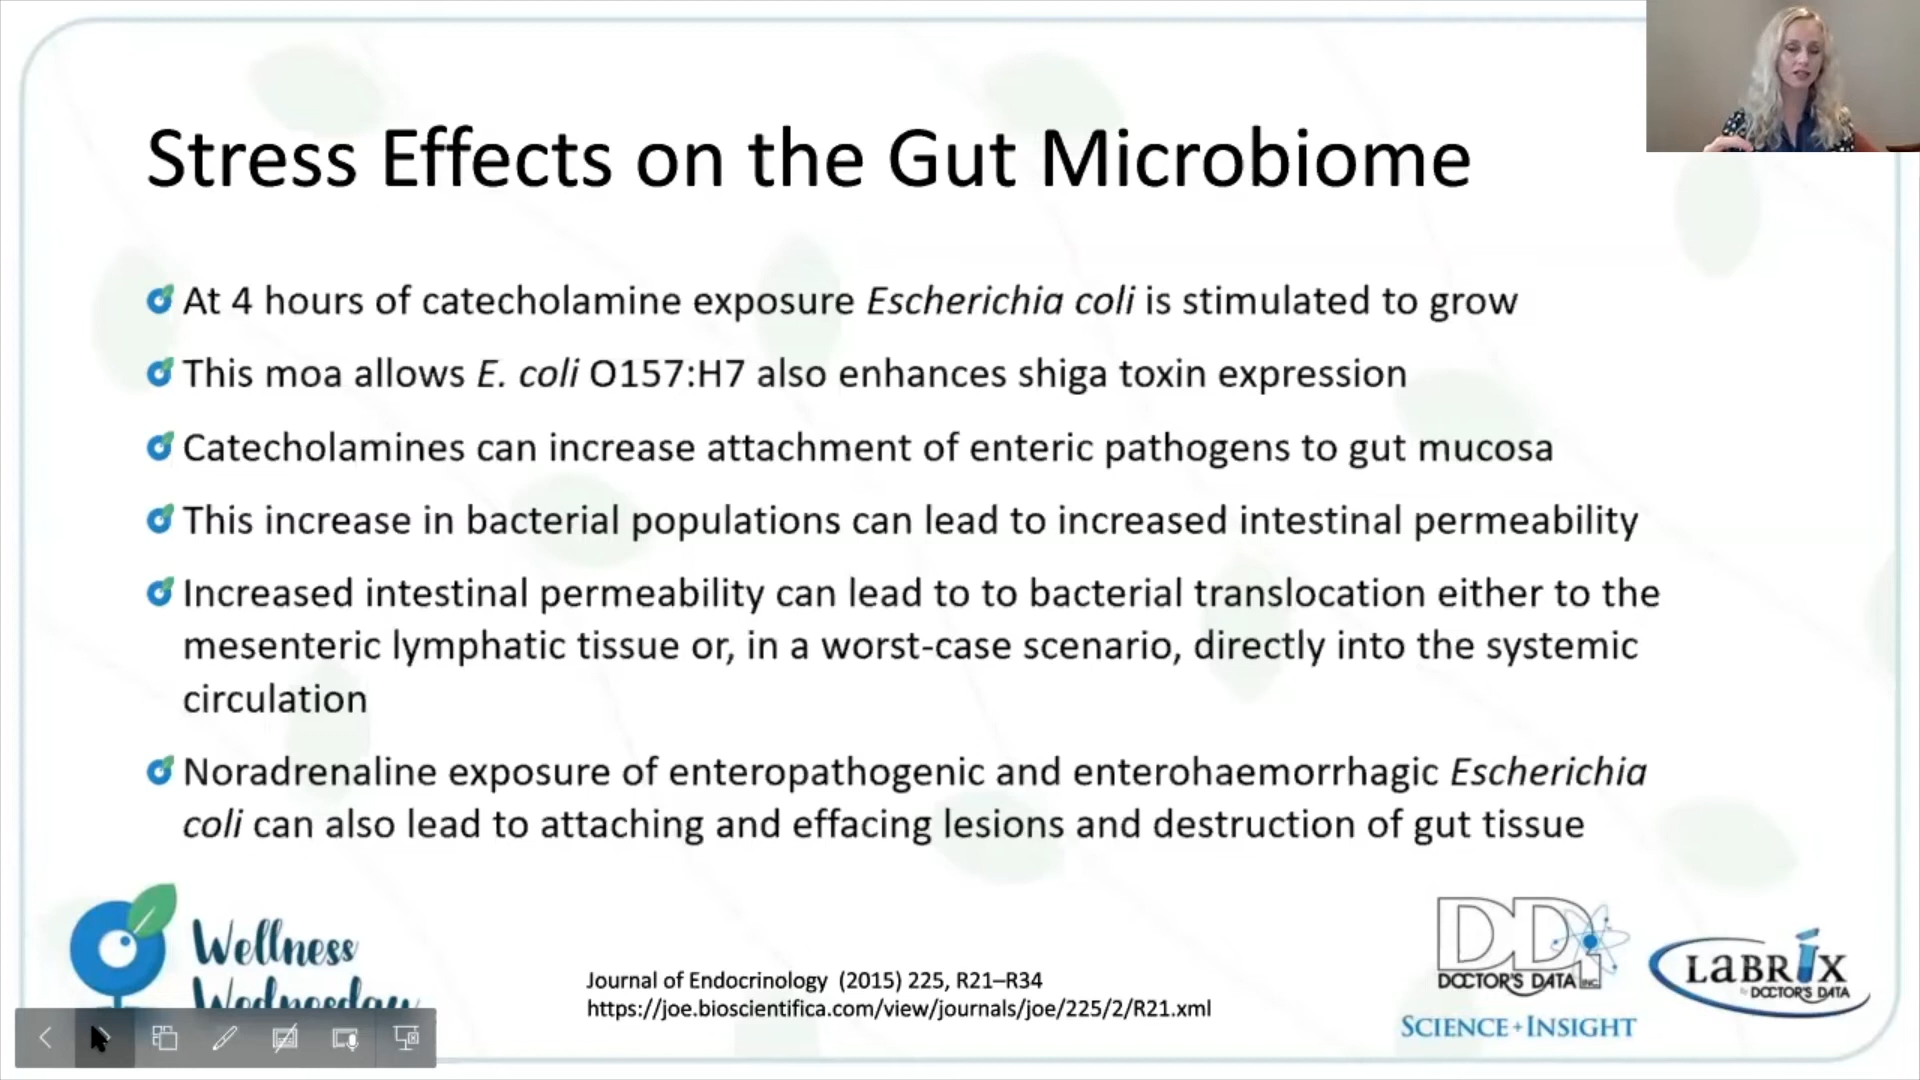 Stress Effects on the Gut Microbiome
At 4 hours of catecholamine exposure Escherichia coli is stimulated to grow
This moa allows E. coli O157:H7 also enhances shiga toxin expression
Catecholamines can increase attachment of enteric pathogens to gut mucosa
This increase in bacterial populations can lead to increased intestinal permeability
Increased intestinal permeability can lead to to bacterial translocation either to the
mesenteric lymphatic tissue or, in a worst-case scenario, directly into the systemic
circulation
Noradrenaline exposure of enteropathogenic and enterohaemorrhagic Escherichia
coli can also lead to attaching and effacing lesions and destruction of gut tissue
Wellness
Wednesday
Journal of Endocrinology (2015) 225, R21–R34
https://joe.bioscientifica.com/view/journals/joe/225/2/R21.xml
DDI
DOCTOR'S DATA INC.
SCIENCE + INSIGHT
LABRIX
by DOCTOR'S DATA